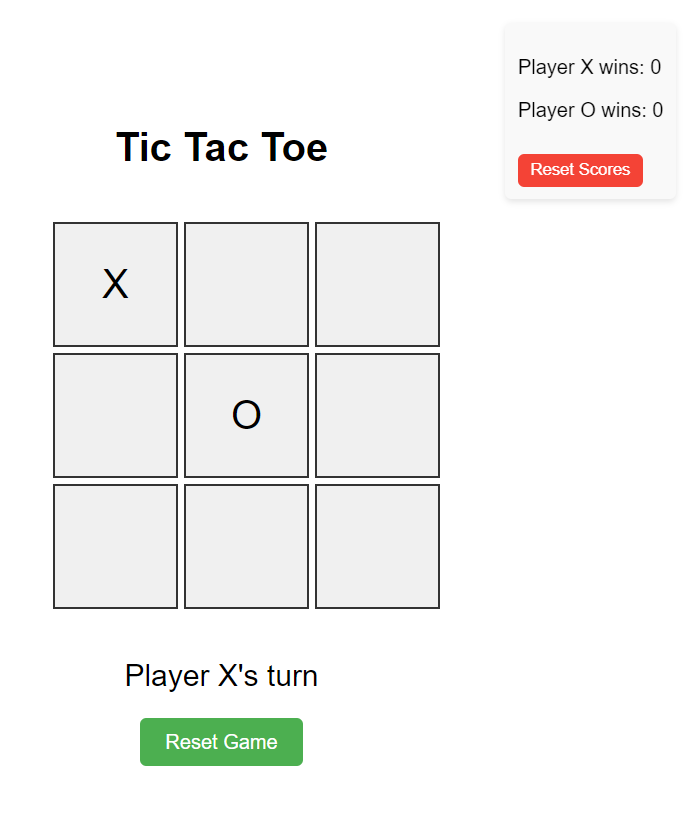 Player X wins: 0
Player O wins: 0
Reset Scores
Tic Tac Toe
X
O
Player X's turn
Reset Game